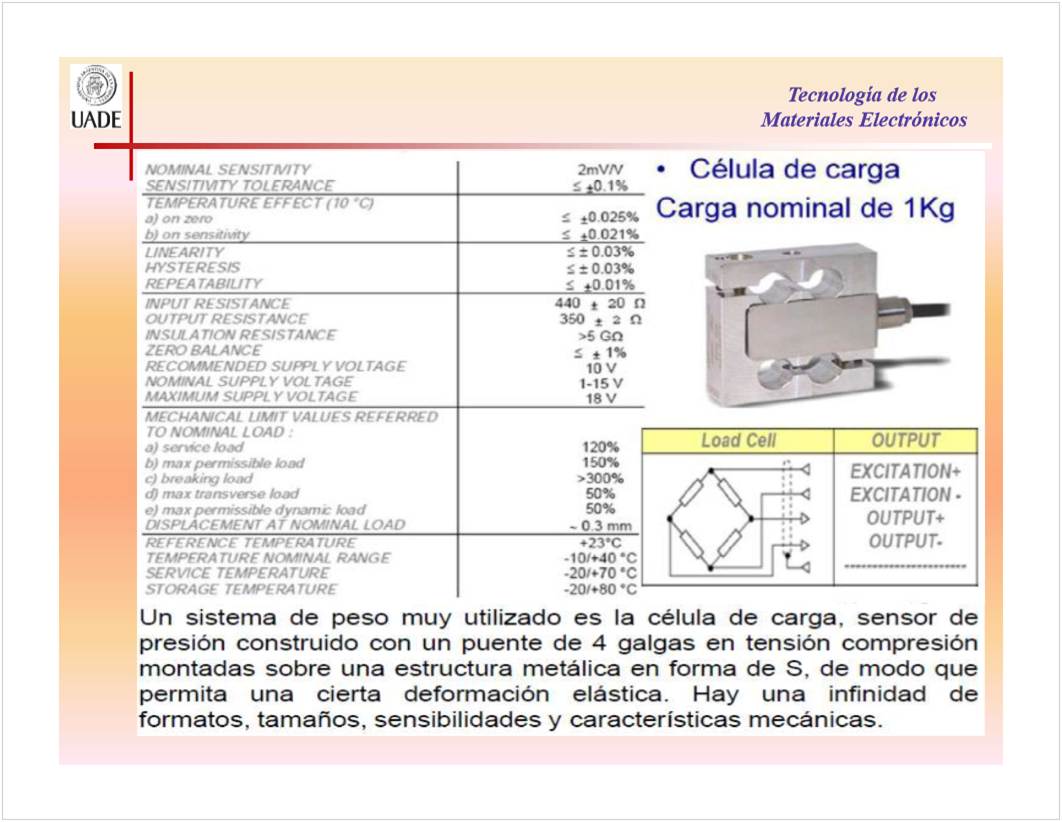 UADE
Tecnología de los
Materiales Electrónicos
NOMINAL SENSITIVITY 2mV/V
SENSITIVITY TOLERANCE ≤ ±0.1%
TEMPERATURE EFFECT (10 °C)
a) on zero ≤ ±0.025%
b) on sensitivity ≤ ±0.021%
LINEARITY ≤ ± 0.03%
HYSTERESIS ≤ ± 0.03%
REPEATABILITY ≤ ±0.01%
INPUT RESISTANCE 440 ± 20 Ω
OUTPUT RESISTANCE 350 ± 2 Ω
INSULATION RESISTANCE >5 GΩ
ZERO BALANCE ≤ ± 1%
RECOMMENDED SUPPLY VOLTAGE 10 V
NOMINAL SUPPLY VOLTAGE 1-15 V
MAXIMUM SUPPLY VOLTAGE 18 V
MECHANICAL LIMIT VALUES REFERRED
TO NOMINAL LOAD :
a) service load 120%
b) max permissible load 150%
c) breaking load >300%
d) max transverse load 50%
e) max permissible dynamic load 50%
DISPLACEMENT AT NOMINAL LOAD ~ 0.3 mm
REFERENCE TEMPERATURE +23°C
TEMPERATURE NOMINAL RANGE -10/+40 °C
SERVICE TEMPERATURE -20/+70 °C
STORAGE TEMPERATURE -20/+80 °C
• Célula de carga
Carga nominal de 1Kg
Load Cell OUTPUT
EXCITATION+
EXCITATION -
OUTPUT+
OUTPUT-
Un sistema de peso muy utilizado es la célula de carga, sensor de
presión construido con un puente de 4 galgas en tensión compresión
montadas sobre una estructura metálica en forma de S, de modo que
permita una cierta deformación elástica. Hay una infinidad de
formatos, tamaños, sensibilidades y características mecánicas.